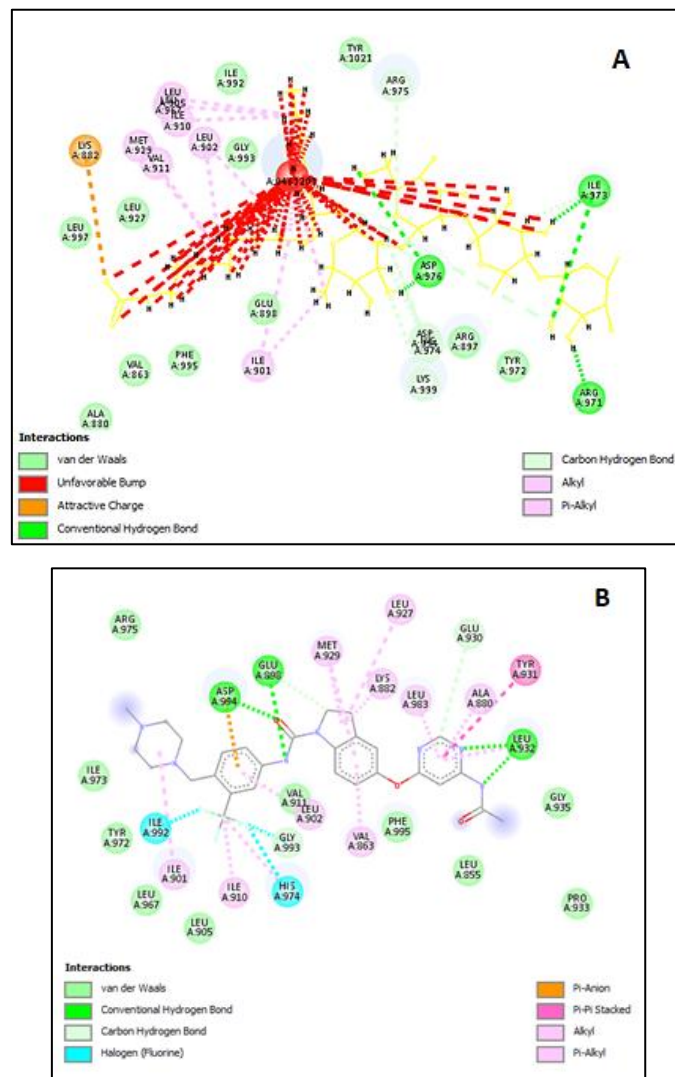 A
TYR
A:1021
ILE
A:992
ARG
A:975
LEU
ILE
A:910
LEU
A:902
LYS
A:882
MET
A:929
VAL
A:911
GLY
A:993
ILE
A:973
LEU
A:927
LEU
A:997
ASP
A:976
GLU
A:898
ASP
A:974
ARG
A:897
VAL
A:863
PHE
A:995
ILE
A:901
TYR
A:972
LYS
A:999
ARG
A:971
ALA
A:880
Interactions
van der Waals
Unfavorable Bump
Attractive Charge
Conventional Hydrogen Bond
Carbon Hydrogen Bond
Alkyl
Pi-Alkyl
B
LEU
A:927
ARG
A:975
GLU
A:930
MET
A:929
GLU
A:898
TYR
A:931
LYS
A:882
ASP
A:994
LEU
A:983
ALA
A:880
LEU
A:932
ILE
A:973
VAL
A:911
LEU
A:902
GLY
A:935
ILE
A:992
TYR
A:972
GLY
A:993
VAL
A:863
PHE
A:995
ILE
A:901
LEU
A:855
LEU
A:967
ILE
A:910
HIS
A:974
PRO
A:933
LEU
A:905
Interactions
van der Waals
Conventional Hydrogen Bond
Carbon Hydrogen Bond
Halogen (Fluorine)
Pi-Anion
Pi-Pi Stacked
Alkyl
Pi-Alkyl